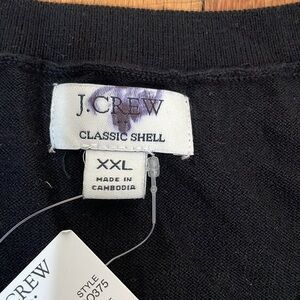 J.CREW
CLASSIC SHELL
XXL
MADE IN
CAMBODIA
CREW
STYLE